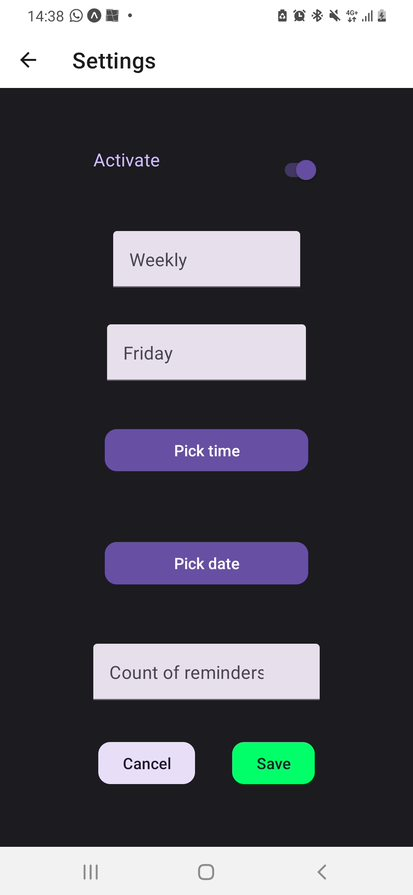 14:38
4G+
Settings
Activate
Weekly
Friday
Pick time
Pick date
Count of reminders
Cancel
Save